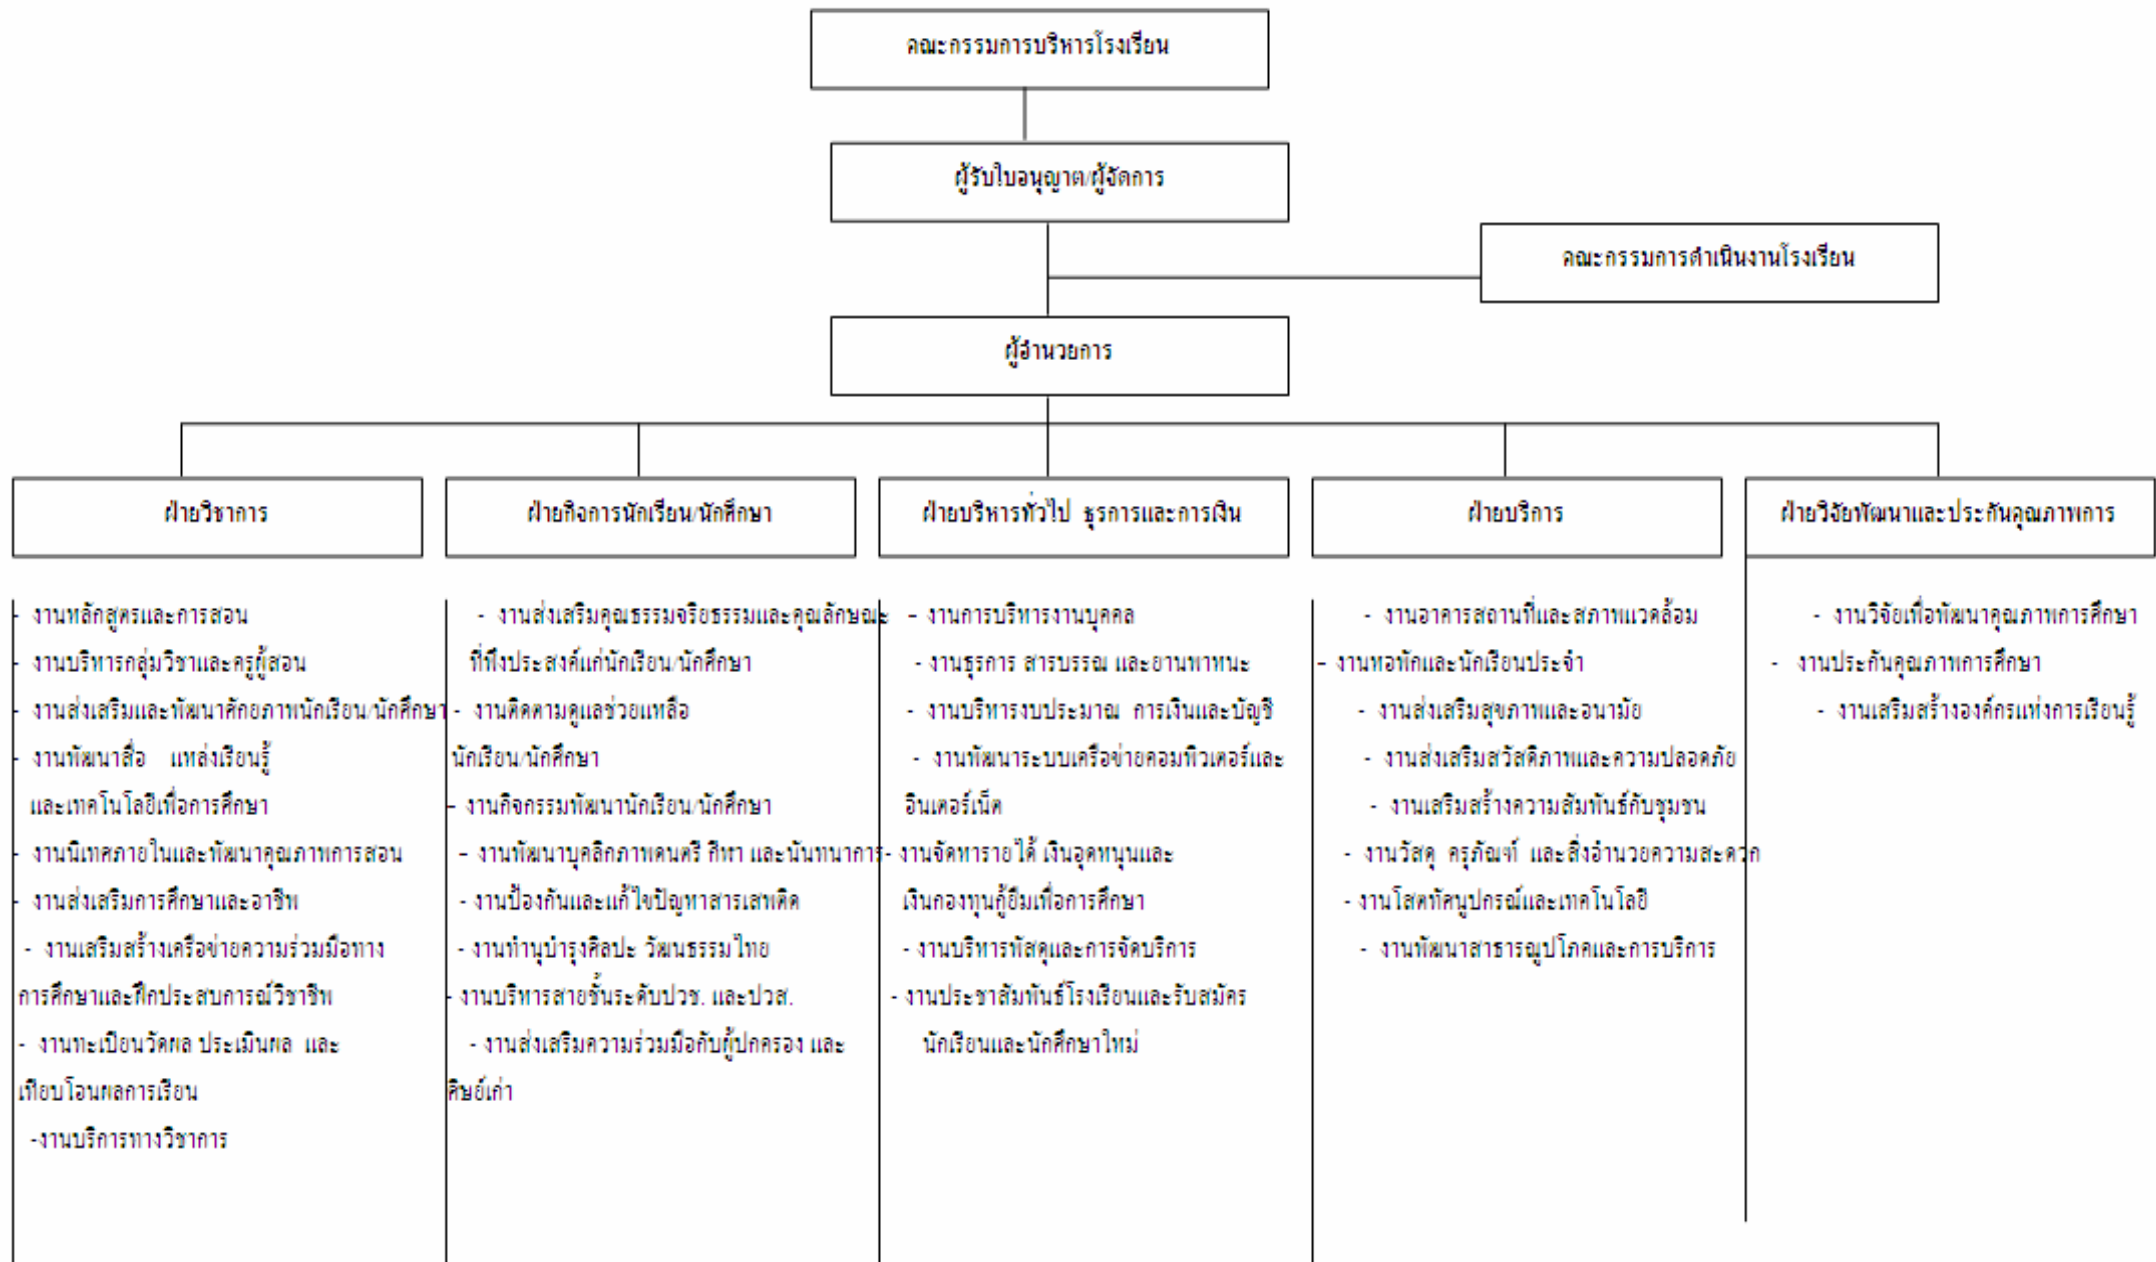 คณะกรรมการบริหารโรงเรียน
ผู้รับใบอนุญาต/ผู้จัดการ
คณะกรรมการดำเนินงานโรงเรียน
ผู้อำนวยการ
ฝ่ายวิชาการ
- งานหลักสูตรและการสอน
- งานบริหารกลุ่มวิชาและครูผู้สอน
- งานส่งเสริมและพัฒนาศักยภาพนักเรียน/นักศึกษา
- งานพัฒนาสื่อ แหล่งเรียนรู้
และเทคโนโลยีเพื่อการศึกษา
- งานนิเทศภายในและพัฒนาคุณภาพการสอน
- งานส่งเสริมการศึกษาและอาชีพ
- งานเสริมสร้างเครือข่ายความร่วมมือทาง
การศึกษาและฝึกประสบการณ์วิชาชีพ
- งานทะเบียนวัดผล ประเมินผล และ
เทียบโอนผลการเรียน
-งานบริการทางวิชาการ
ฝ่ายกิจการนักเรียน/นักศึกษา
- งานส่งเสริมคุณธรรมจริยธรรมและคุณลักษณะ
ที่พึงประสงค์แก่นักเรียน/นักศึกษา
- งานติดตามดูแลช่วยเหลือ
นักเรียน/นักศึกษา
- งานกิจกรรมพัฒนานักเรียน/นักศึกษา
- งานพัฒนาบุคลิกภาพดนตรี กีฬา และนันทนาการ
- งานป้องกันและแก้ไขปัญหาสารเสพติด
- งานทำนุบำรุงศิลปะ วัฒนธรรมไทย
- งานบริหารสายชั้นระดับปวช. และปวส.
- งานส่งเสริมความร่วมมือกับผู้ปกครอง และ
ศิษย์เก่า
ฝ่ายบริหารทั่วไป ธุรการและการเงิน
- งานการบริหารงานบุคคล
- งานธุรการ สารบรรณ และยานพาหนะ
- งานบริหารงบประมาณ การเงินและบัญชี
- งานพัฒนาระบบเครือข่ายคอมพิวเตอร์และ
อินเตอร์เน็ต
- งานจัดหารายได้ เงินอุดหนุนและ
เงินกองทุนกู้ยืมเพื่อการศึกษา
- งานบริหารพัสดุและการจัดบริการ
- งานประชาสัมพันธ์โรงเรียนและรับสมัคร
นักเรียนและนักศึกษาใหม่
ฝ่ายบริการ
- งานอาคารสถานที่และสภาพแวดล้อม
- งานหอพักและนักเรียนประจำ
- งานส่งเสริมสุขภาพและอนามัย
- งานส่งเสริมสวัสดิภาพและความปลอดภัย
- งานเสริมสร้างความสัมพันธ์กับชุมชน
- งานวัสดุ ครุภัณฑ์ และสิ่งอำนวยความสะดวก
- งานโสตทัศนูปกรณ์และเทคโนโลยี
- งานพัฒนาสาธารณูปโภคและการบริการ
ฝ่ายวิจัยพัฒนาและประกันคุณภาพการ
- งานวิจัยเพื่อพัฒนาคุณภาพการศึกษา
- งานประกันคุณภาพการศึกษา
- งานเสริมสร้างองค์กรแห่งการเรียนรู้